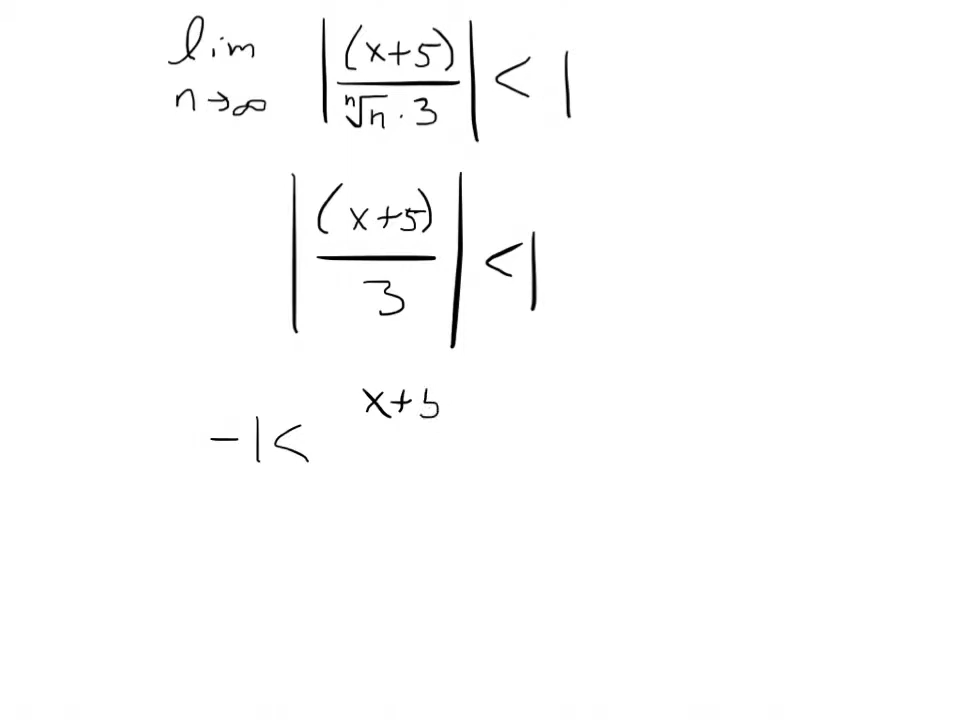 lim n→∞ |(x+5)/(ⁿ√n · 3)| < 1
|(x+5)/3| < 1
-1 < x+5